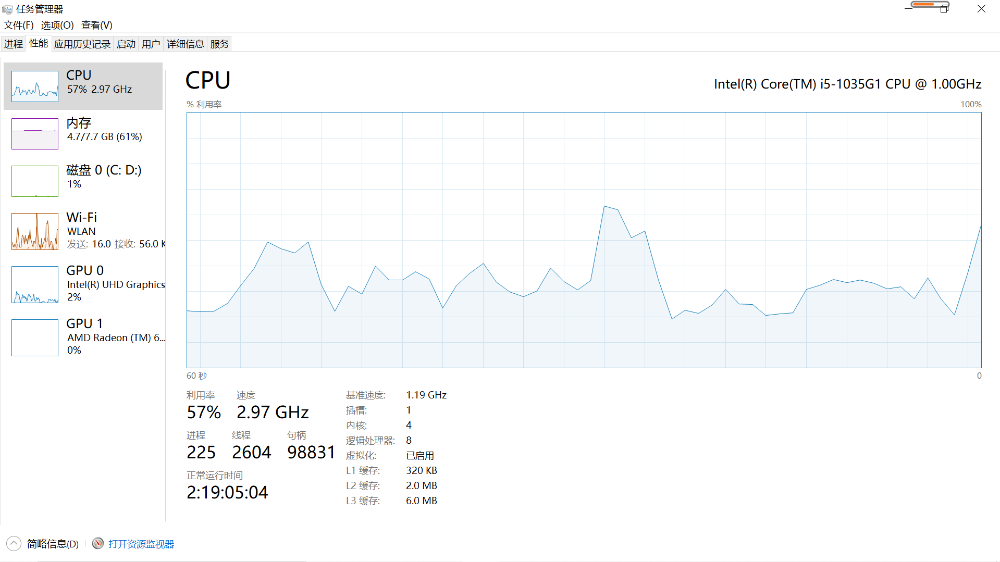 任务管理器
文件(F) 选项(O) 查看(V)
进程 性能 应用历史记录 启动 用户 详细信息 服务
CPU
57% 2.97 GHz
内存
4.7/7.7 GB (61%)
磁盘 0 (C: D:)
1%
Wi-Fi
WLAN
发送: 16.0 接收: 56.0 K
GPU 0
Intel(R) UHD Graphics
2%
GPU 1
AMD Radeon (TM) 6...
0%
CPU
Intel(R) Core(TM) i5-1035G1 CPU @ 1.00GHz
% 利用率 100%
60 秒 0
利用率 速度
57% 2.97 GHz
进程 线程 句柄
225 2604 98831
正常运行时间
2:19:05:04
基准速度: 1.19 GHz
插槽: 1
内核: 4
逻辑处理器: 8
虚拟化: 已启用
L1 缓存: 320 KB
L2 缓存: 2.0 MB
L3 缓存: 6.0 MB
简略信息(D) 打开资源监视器